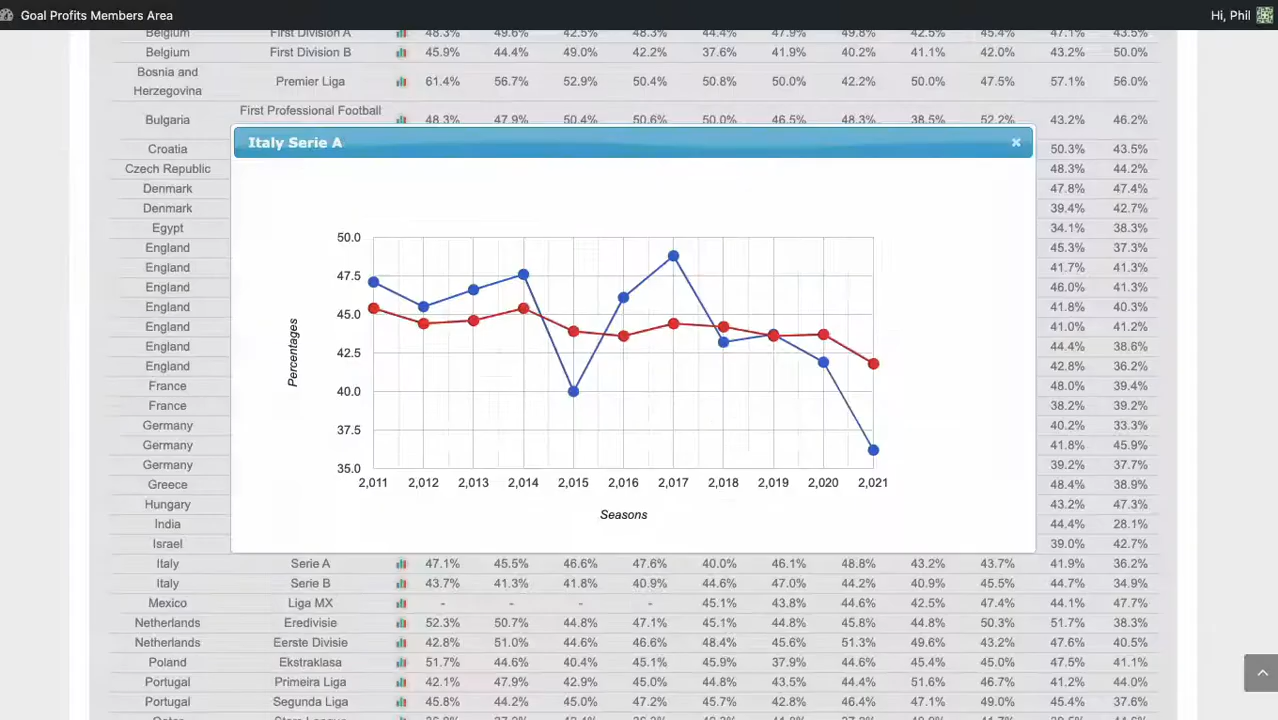 Goal Profits Members Area Hi, Phil
Belgium First Division A 48.3% 49.6% 42.5% 48.3% 44.4% 47.9% 49.8% 42.5% 45.4% 47.1% 43.5%
Belgium First Division B 45.9% 44.4% 49.0% 42.2% 37.6% 41.9% 40.2% 41.1% 42.0% 43.2% 50.0%
Bosnia and
Herzegovina Premier Liga 61.4% 56.7% 52.9% 50.4% 50.8% 50.0% 42.2% 50.0% 47.5% 57.1% 56.0%
First Professional Football
Bulgaria 48.3% 47.9% 50.4% 50.6% 50.0% 46.5% 48.3% 38.5% 52.2% 43.2% 46.2%
Italy Serie A ×
Croatia 50.3% 43.5%
Czech Republic 48.3% 44.2%
Denmark 47.8% 47.4%
Denmark 39.4% 42.7%
Egypt 34.1% 38.3%
England 45.3% 37.3%
England 41.7% 41.3%
England 46.0% 41.3%
England 41.8% 40.3%
England 41.0% 41.2%
England 44.4% 38.6%
England 42.8% 36.2%
France 48.0% 39.4%
France 38.2% 39.2%
Germany 40.2% 33.3%
Germany 41.8% 45.9%
Germany 39.2% 37.7%
Greece 48.4% 38.9%
Hungary 43.2% 47.3%
India 44.4% 28.1%
Israel 39.0% 42.7%
50.0
47.5
45.0
42.5
40.0
37.5
35.0
Percentages
2,011 2,012 2,013 2,014 2,015 2,016 2,017 2,018 2,019 2,020 2,021
Seasons
Italy Serie A 47.1% 45.5% 46.6% 47.6% 40.0% 46.1% 48.8% 43.2% 43.7% 41.9% 36.2%
Italy Serie B 43.7% 41.3% 41.8% 40.9% 44.6% 47.0% 44.2% 40.9% 45.5% 44.7% 34.9%
Mexico Liga MX - - - - 45.1% 43.8% 44.6% 42.5% 47.4% 44.1% 47.7%
Netherlands Eredivisie 52.3% 50.7% 44.8% 47.1% 45.1% 44.8% 45.8% 44.8% 50.3% 51.7% 38.3%
Netherlands Eerste Divisie 42.8% 51.0% 44.6% 46.6% 48.4% 45.6% 51.3% 49.6% 43.2% 47.6% 40.5%
Poland Ekstraklasa 51.7% 44.6% 40.4% 45.1% 45.9% 37.9% 44.6% 45.4% 45.0% 47.5% 41.1%
Portugal Primeira Liga 42.1% 47.9% 42.9% 45.0% 44.8% 43.5% 44.4% 51.6% 46.7% 41.2% 44.0%
Portugal Segunda Liga 45.8% 44.2% 45.0% 47.2% 45.7% 42.8% 46.4% 47.1% 49.0% 45.4% 37.6%